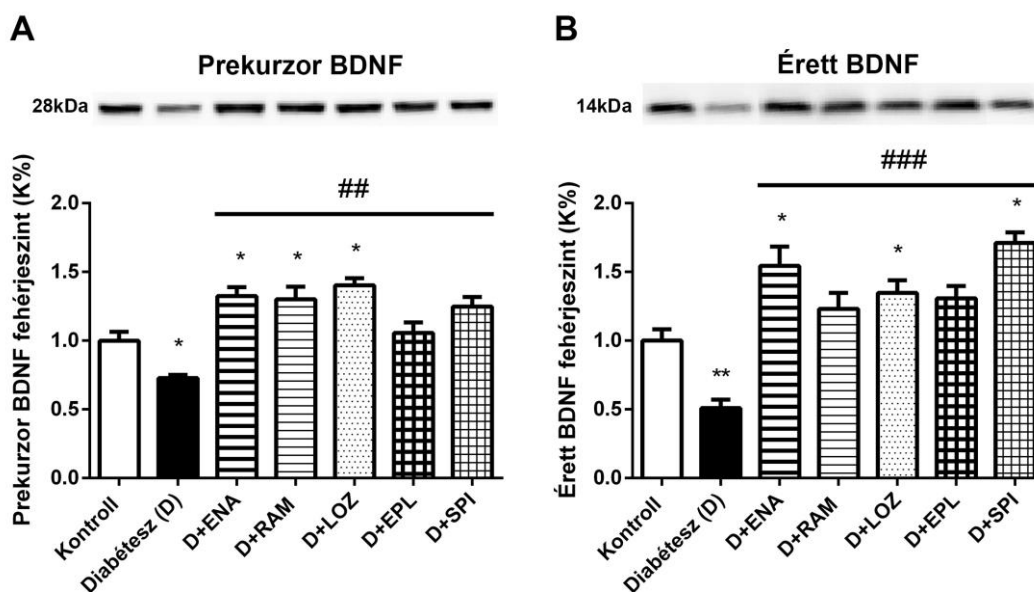 A
Prekurzor BDNF
28kDa
##
Prekurzor BDNF fehérjeszint (K%)
2.0
1.5
1.0
0.5
0.0
*
*
*
*
Kontroll
Diabétesz (D)
D+ENA
D+RAM
D+LOZ
D+EPL
D+SPI
B
Érett BDNF
14kDa
###
Érett BDNF fehérjeszint (K%)
2.0
1.5
1.0
0.5
0.0
**
*
*
*
Kontroll
Diabétesz (D)
D+ENA
D+RAM
D+LOZ
D+EPL
D+SPI